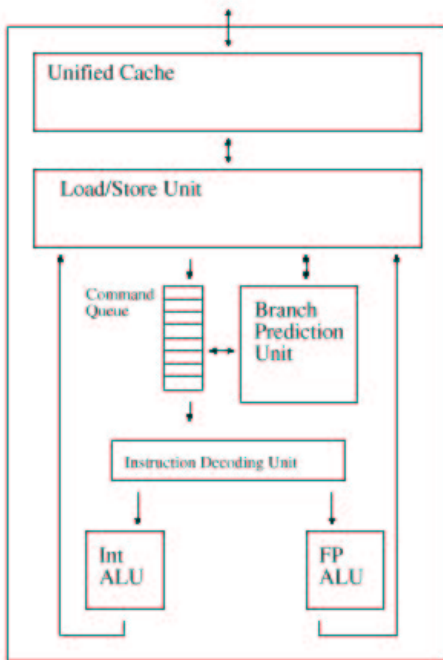 Unified Cache
Load/Store Unit
Command
Queue
Branch
Prediction
Unit
Instruction Decoding Unit
Int
ALU
FP
ALU